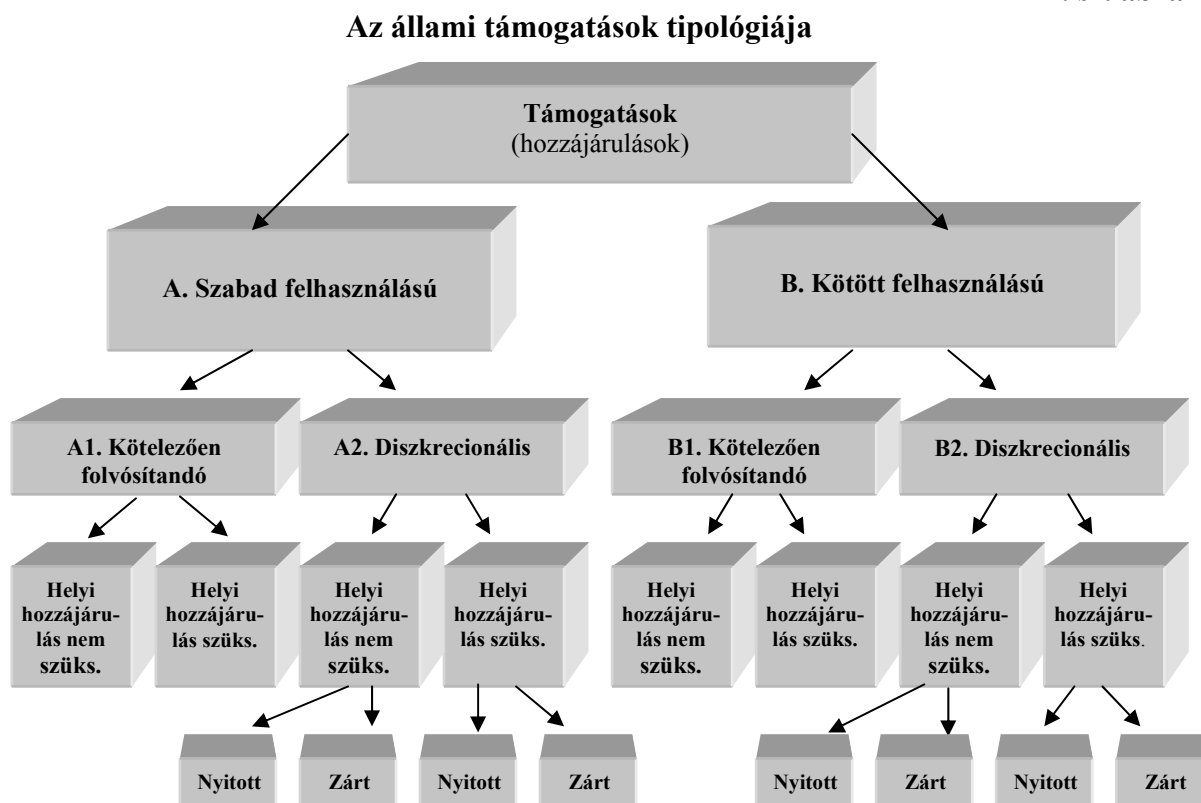 Az állami támogatások tipológiája
Támogatások
(hozzájárulások)
A. Szabad felhasználású
B. Kötött felhasználású
A1. Kötelezően
folvósítandó
A2. Diszkrecionális
B1. Kötelezően
folvósítandó
B2. Diszkrecionális
Helyi
hozzájáru-
lás nem
szüks.
Helyi
hozzájáru-
lás szüks.
Helyi
hozzájáru-
lás nem
szüks.
Helyi
hozzájáru-
lás szüks.
Helyi
hozzájáru-
lás nem
szüks.
Helyi
hozzájáru-
lás szüks.
Helyi
hozzájáru-
lás nem
szüks.
Helyi
hozzájáru-
lás szüks.
Nyitott
Zárt
Nyitott
Zárt
Nyitott
Zárt
Nyitott
Zárt